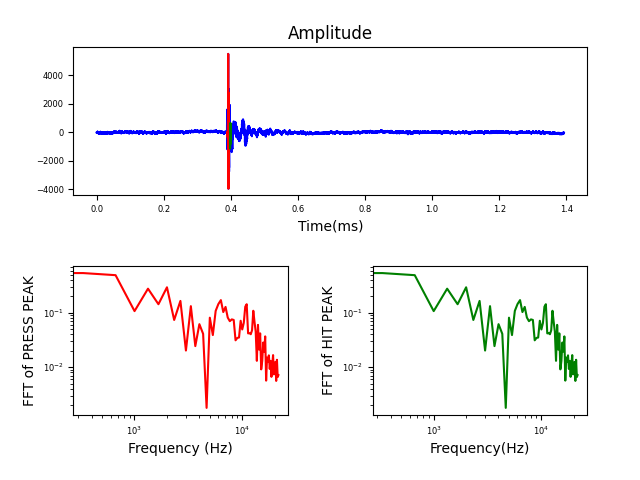 Amplitude
4000
2000
0
−2000
−4000
0.0 0.2 0.4 0.6 0.8 1.0 1.2 1.4
Time(ms)
FFT of PRESS PEAK
10⁻¹
10⁻²
10³ 10⁴
Frequency (Hz)
FFT of HIT PEAK
10⁻¹
10⁻²
10³ 10⁴
Frequency(Hz)